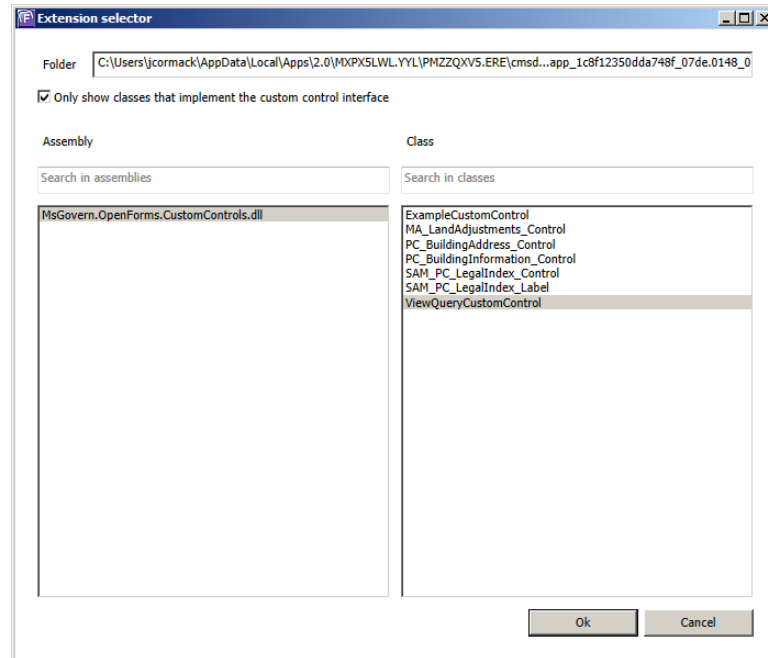 Extension selector
Folder
C:\Users\jcormack\AppData\Local\Apps\2.0\MXPX5LWL.YYL\PMZZQXV5.ERE\cmsd...app_1c8f12350dda748f_07de.0148_0
Only show classes that implement the custom control interface
Assembly
Class
Search in assemblies
Search in classes
MsGovern.OpenForms.CustomControls.dll
ExampleCustomControl
MA_LandAdjustments_Control
PC_BuildingAddress_Control
PC_BuildingInformation_Control
SAM_PC_LegalIndex_Control
SAM_PC_LegalIndex_Label
ViewQueryCustomControl
Ok
Cancel